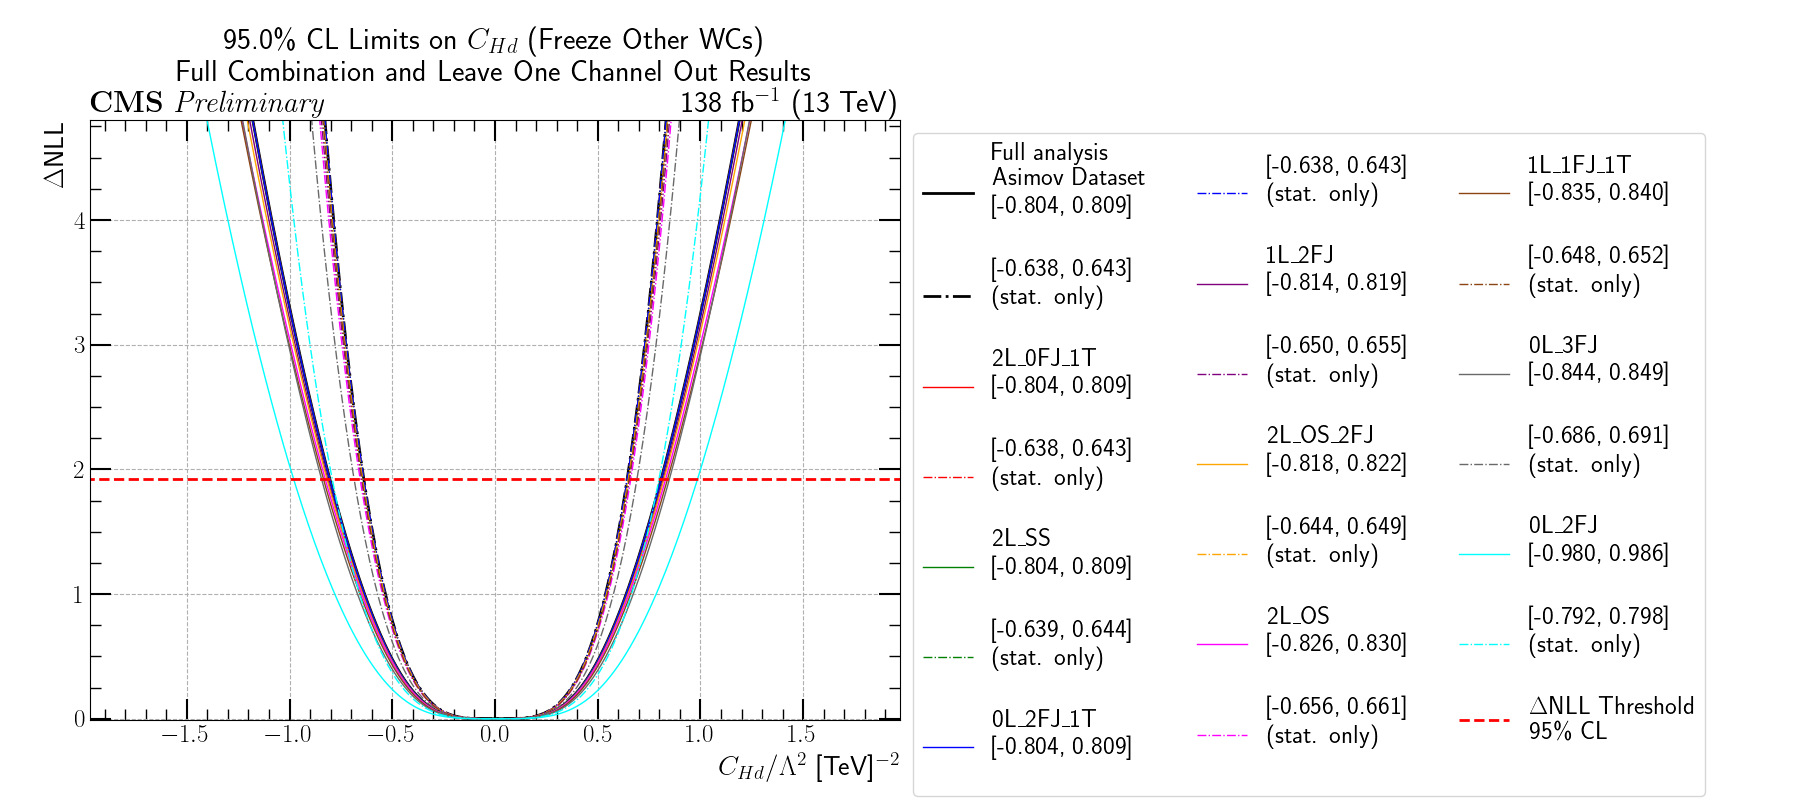 95.0% CL Limits on C_{Hd} (Freeze Other WCs)
Full Combination and Leave One Channel Out Results
CMS Preliminary
138 fb^{-1} (13 TeV)
ΔNLL
4
3
2
1
0
−1.5
−1.0
−0.5
0.0
0.5
1.0
1.5
C_{Hd}/Λ^2 [TeV]^{−2}
Full analysis
Asimov Dataset
[-0.804, 0.809]
[-0.638, 0.643]
(stat. only)
2L_0FJ_1T
[-0.804, 0.809]
[-0.638, 0.643]
(stat. only)
2L_SS
[-0.804, 0.809]
[-0.639, 0.644]
(stat. only)
0L_2FJ_1T
[-0.804, 0.809]
[-0.638, 0.643]
(stat. only)
1L_2FJ
[-0.814, 0.819]
[-0.650, 0.655]
(stat. only)
2L_OS_2FJ
[-0.818, 0.822]
[-0.644, 0.649]
(stat. only)
2L_OS
[-0.826, 0.830]
[-0.656, 0.661]
(stat. only)
1L_1FJ_1T
[-0.835, 0.840]
[-0.648, 0.652]
(stat. only)
0L_3FJ
[-0.844, 0.849]
[-0.686, 0.691]
(stat. only)
0L_2FJ
[-0.980, 0.986]
[-0.792, 0.798]
(stat. only)
ΔNLL Threshold
95% CL